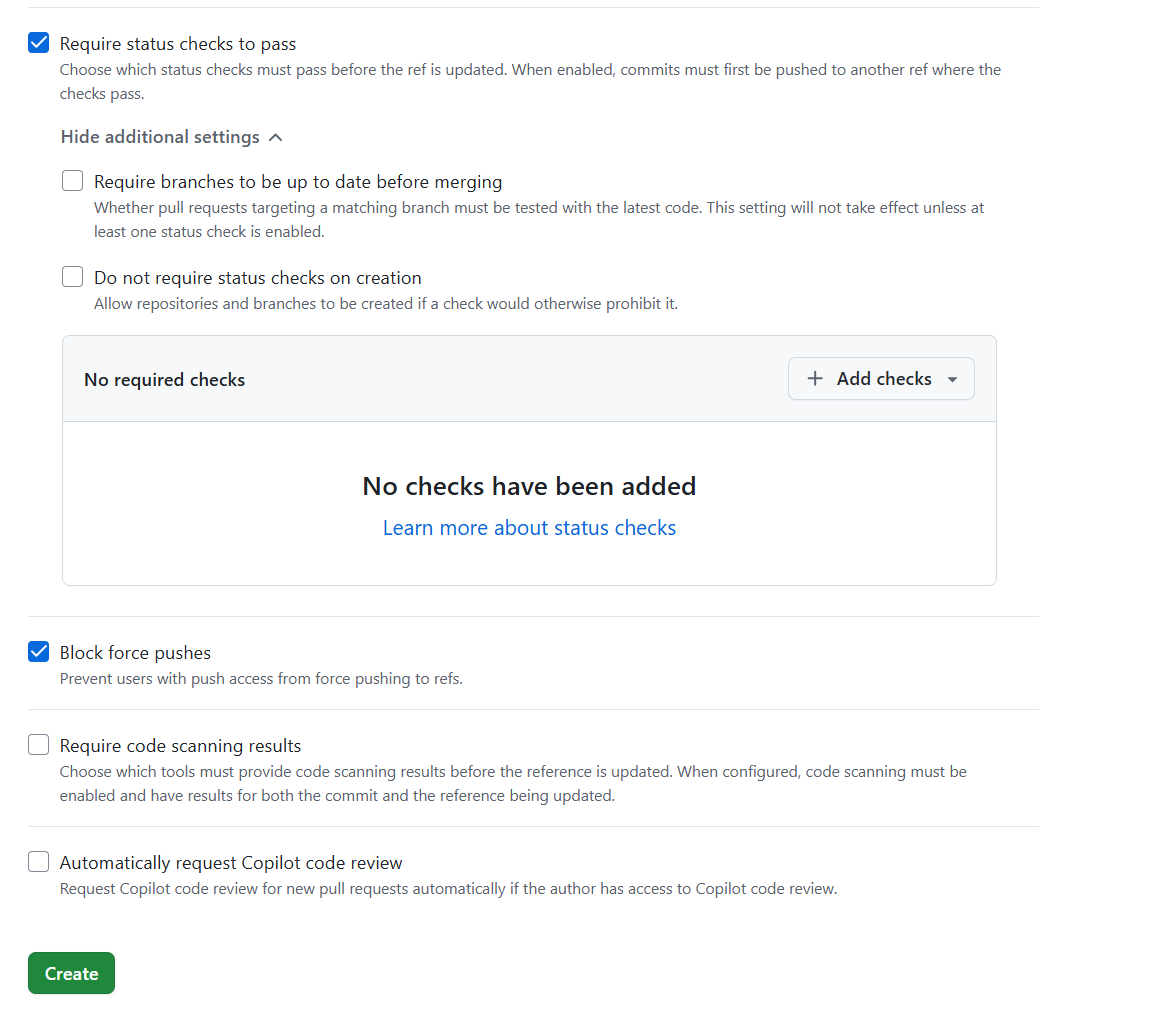 Require status checks to pass
Choose which status checks must pass before the ref is updated. When enabled, commits must first be pushed to another ref where the
checks pass.
Hide additional settings
Require branches to be up to date before merging
Whether pull requests targeting a matching branch must be tested with the latest code. This setting will not take effect unless at
least one status check is enabled.
Do not require status checks on creation
Allow repositories and branches to be created if a check would otherwise prohibit it.
No required checks
Add checks
No checks have been added
Learn more about status checks
Block force pushes
Prevent users with push access from force pushing to refs.
Require code scanning results
Choose which tools must provide code scanning results before the reference is updated. When configured, code scanning must be
enabled and have results for both the commit and the reference being updated.
Automatically request Copilot code review
Request Copilot code review for new pull requests automatically if the author has access to Copilot code review.
Create